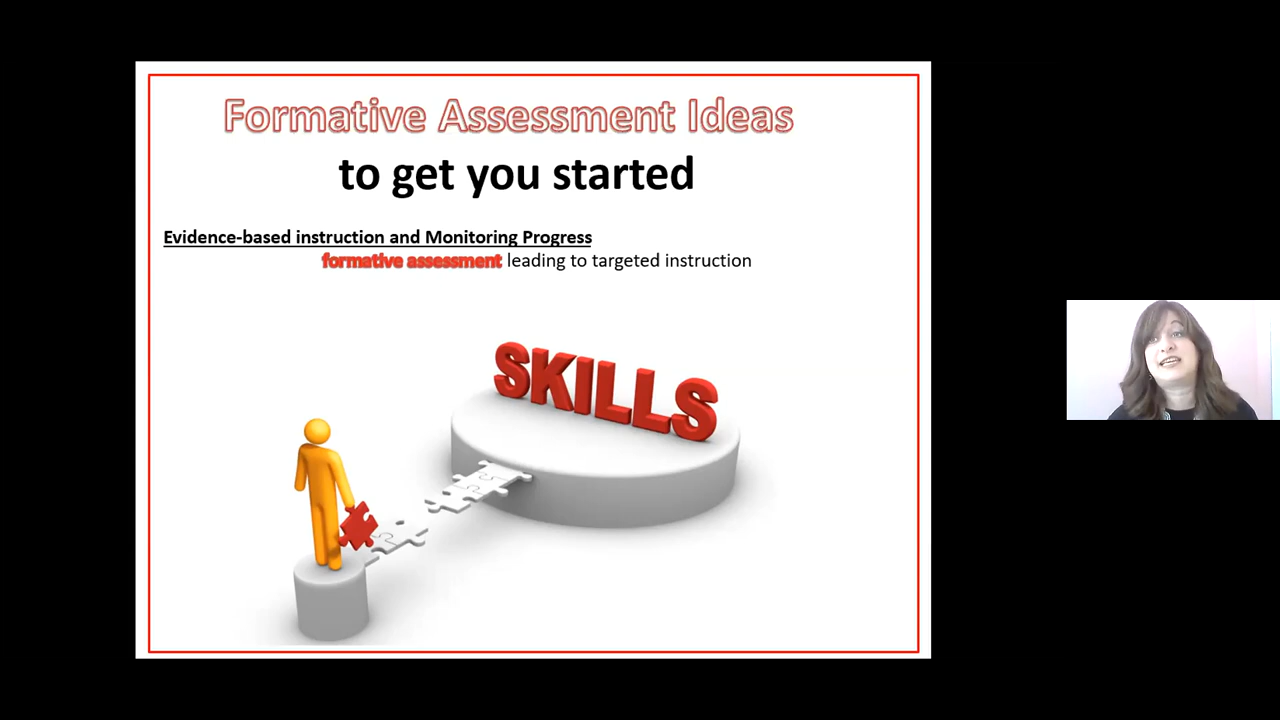 Formative Assessment Ideas
to get you started
Evidence-based instruction and Monitoring Progress
formative assessment leading to targeted instruction
SKILLS